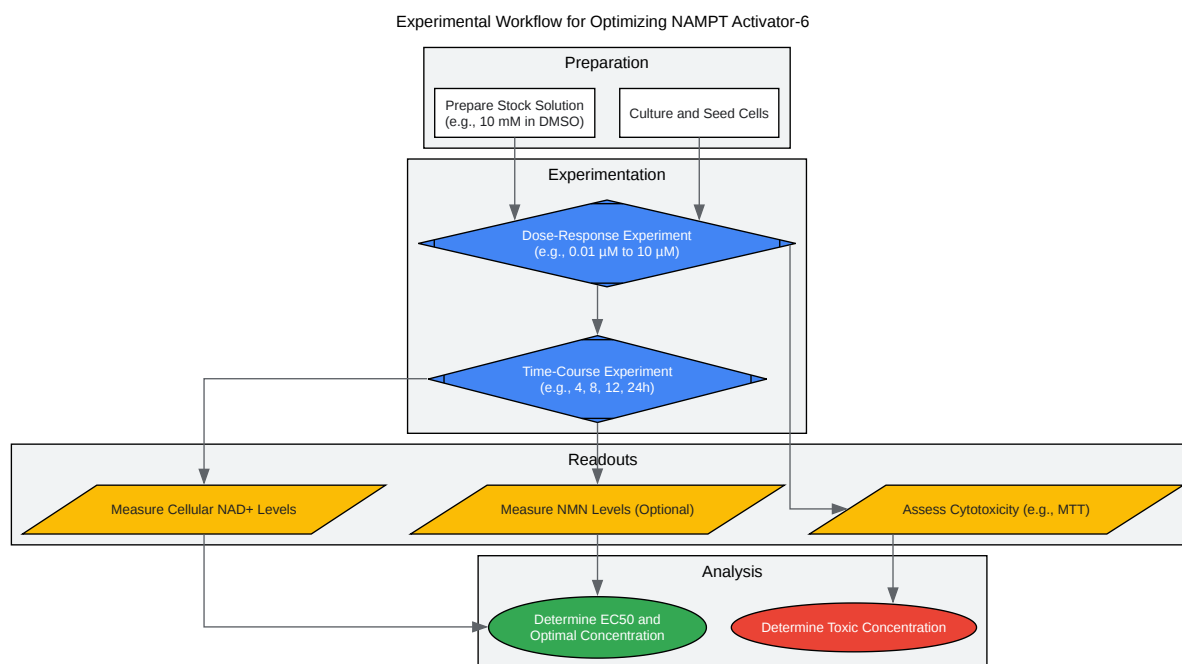 Experimental Workflow for Optimizing NAMPT Activator-6
Preparation
Prepare Stock Solution
(e.g., 10 mM in DMSO)
Culture and Seed Cells
Experimentation
Dose-Response Experiment
(e.g., 0.01 µM to 10 µM)
Time-Course Experiment
(e.g., 4, 8, 12, 24h)
Readouts
Measure Cellular NAD+ Levels
Measure NMN Levels (Optional)
Assess Cytotoxicity (e.g., MTT)
Analysis
Determine EC50 and
Optimal Concentration
Determine Toxic Concentration